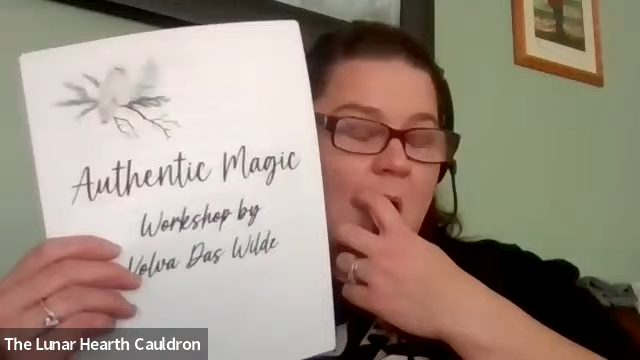 Authentic Magic
Workshop by
Volva Das Wilde
The Lunar Hearth Cauldron